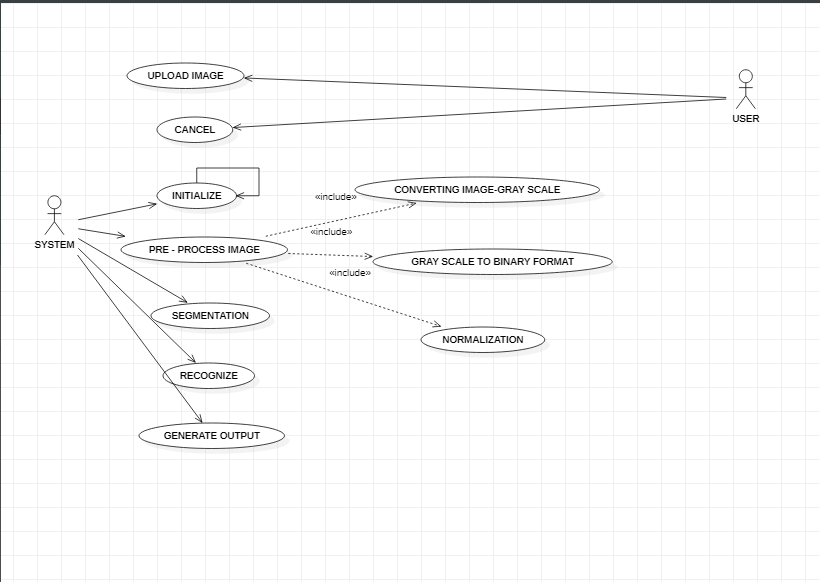 UPLOAD IMAGE
USER
CANCEL
INITIALIZE
«include»
CONVERTING IMAGE-GRAY SCALE
SYSTEM
«include»
PRE - PROCESS IMAGE
GRAY SCALE TO BINARY FORMAT
«include»
SEGMENTATION
NORMALIZATION
RECOGNIZE
GENERATE OUTPUT